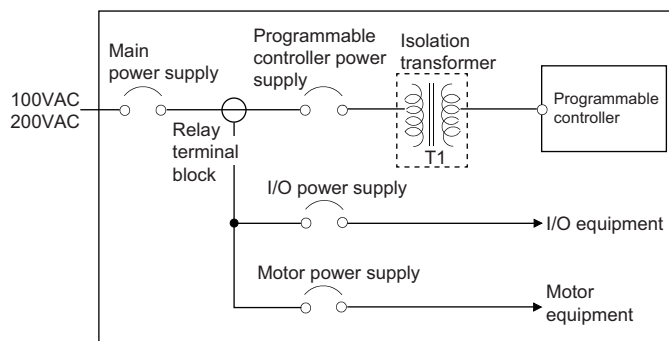 Main
power supply
Programmable
controller power
supply
Isolation
transformer
100VAC
200VAC
Relay
terminal
block
T1
Programmable
controller
I/O power supply
I/O equipment
Motor power supply
Motor
equipment